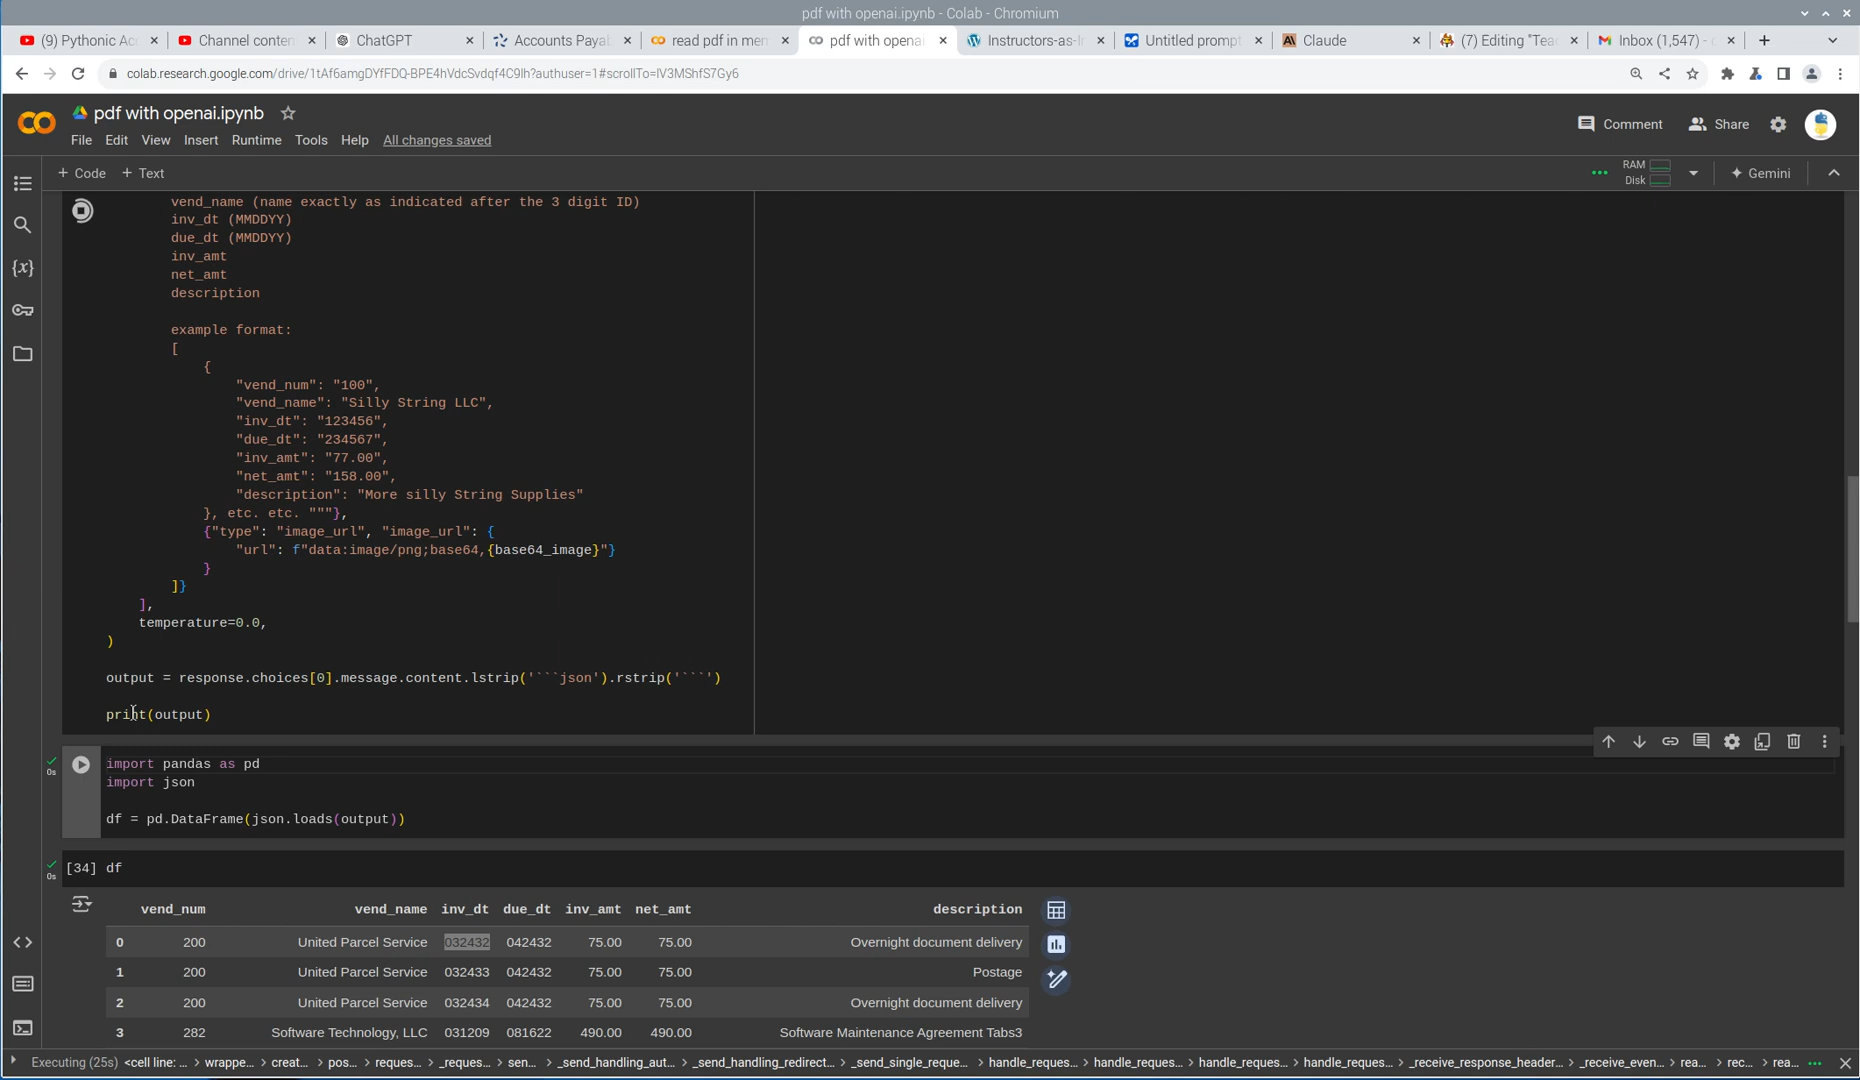 pdf with openai.ipynb - Colab - Chromium
(9) Pythonic Ac
Channel conten
ChatGPT
Accounts Payal
read pdf in mem
pdf with openai
Instructors-as-I
Untitled prompt
Claude
(7) Editing "Tea
Inbox (1,547) -
colab.research.google.com/drive/1tAf6amgDYfFDQ-BPE4hVdcSvdqf4C9lh?authuser=1#scrollTo=IV3MShfS7Gy6
pdf with openai.ipynb
Comment
Share
File Edit View Insert Runtime Tools Help All changes saved
+ Code + Text
RAM
Disk
Gemini
vend_name (name exactly as indicated after the 3 digit ID)
inv_dt (MMDDYY)
due_dt (MMDDYY)
inv_amt
net_amt
description
example format:
[
{
"vend_num": "100",
"vend_name": "Silly String LLC",
"inv_dt": "123456",
"due_dt": "234567",
"inv_amt": "77.00",
"net_amt": "158.00",
"description": "More silly String Supplies"
}, etc. etc. """},
{"type": "image_url", "image_url": {
"url": f"data:image/png;base64,{base64_image}"}
}
]}
],
temperature=0.0,
)
output = response.choices[0].message.content.lstrip('```json').rstrip('```')
print(output)
0s
import pandas as pd
import json
df = pd.DataFrame(json.loads(output))
0s
[34] df
vend_num vend_name inv_dt due_dt inv_amt net_amt description
0 200 United Parcel Service 032432 042432 75.00 75.00 Overnight document delivery
1 200 United Parcel Service 032433 042432 75.00 75.00 Postage
2 200 United Parcel Service 032434 042432 75.00 75.00 Overnight document delivery
3 282 Software Technology, LLC 031209 081622 490.00 490.00 Software Maintenance Agreement Tabs3
Executing (25s) <cell line: ... > wrappe... > creat... > pos... > reques... > _reques... > sen... > _send_handling_aut... > _send_handling_redirect... > _send_single_reque... > handle_reques... > handle_reques... > handle_reques... > handle_reques... > _receive_response_header... > _receive_even... > rea... > rec... > rea...